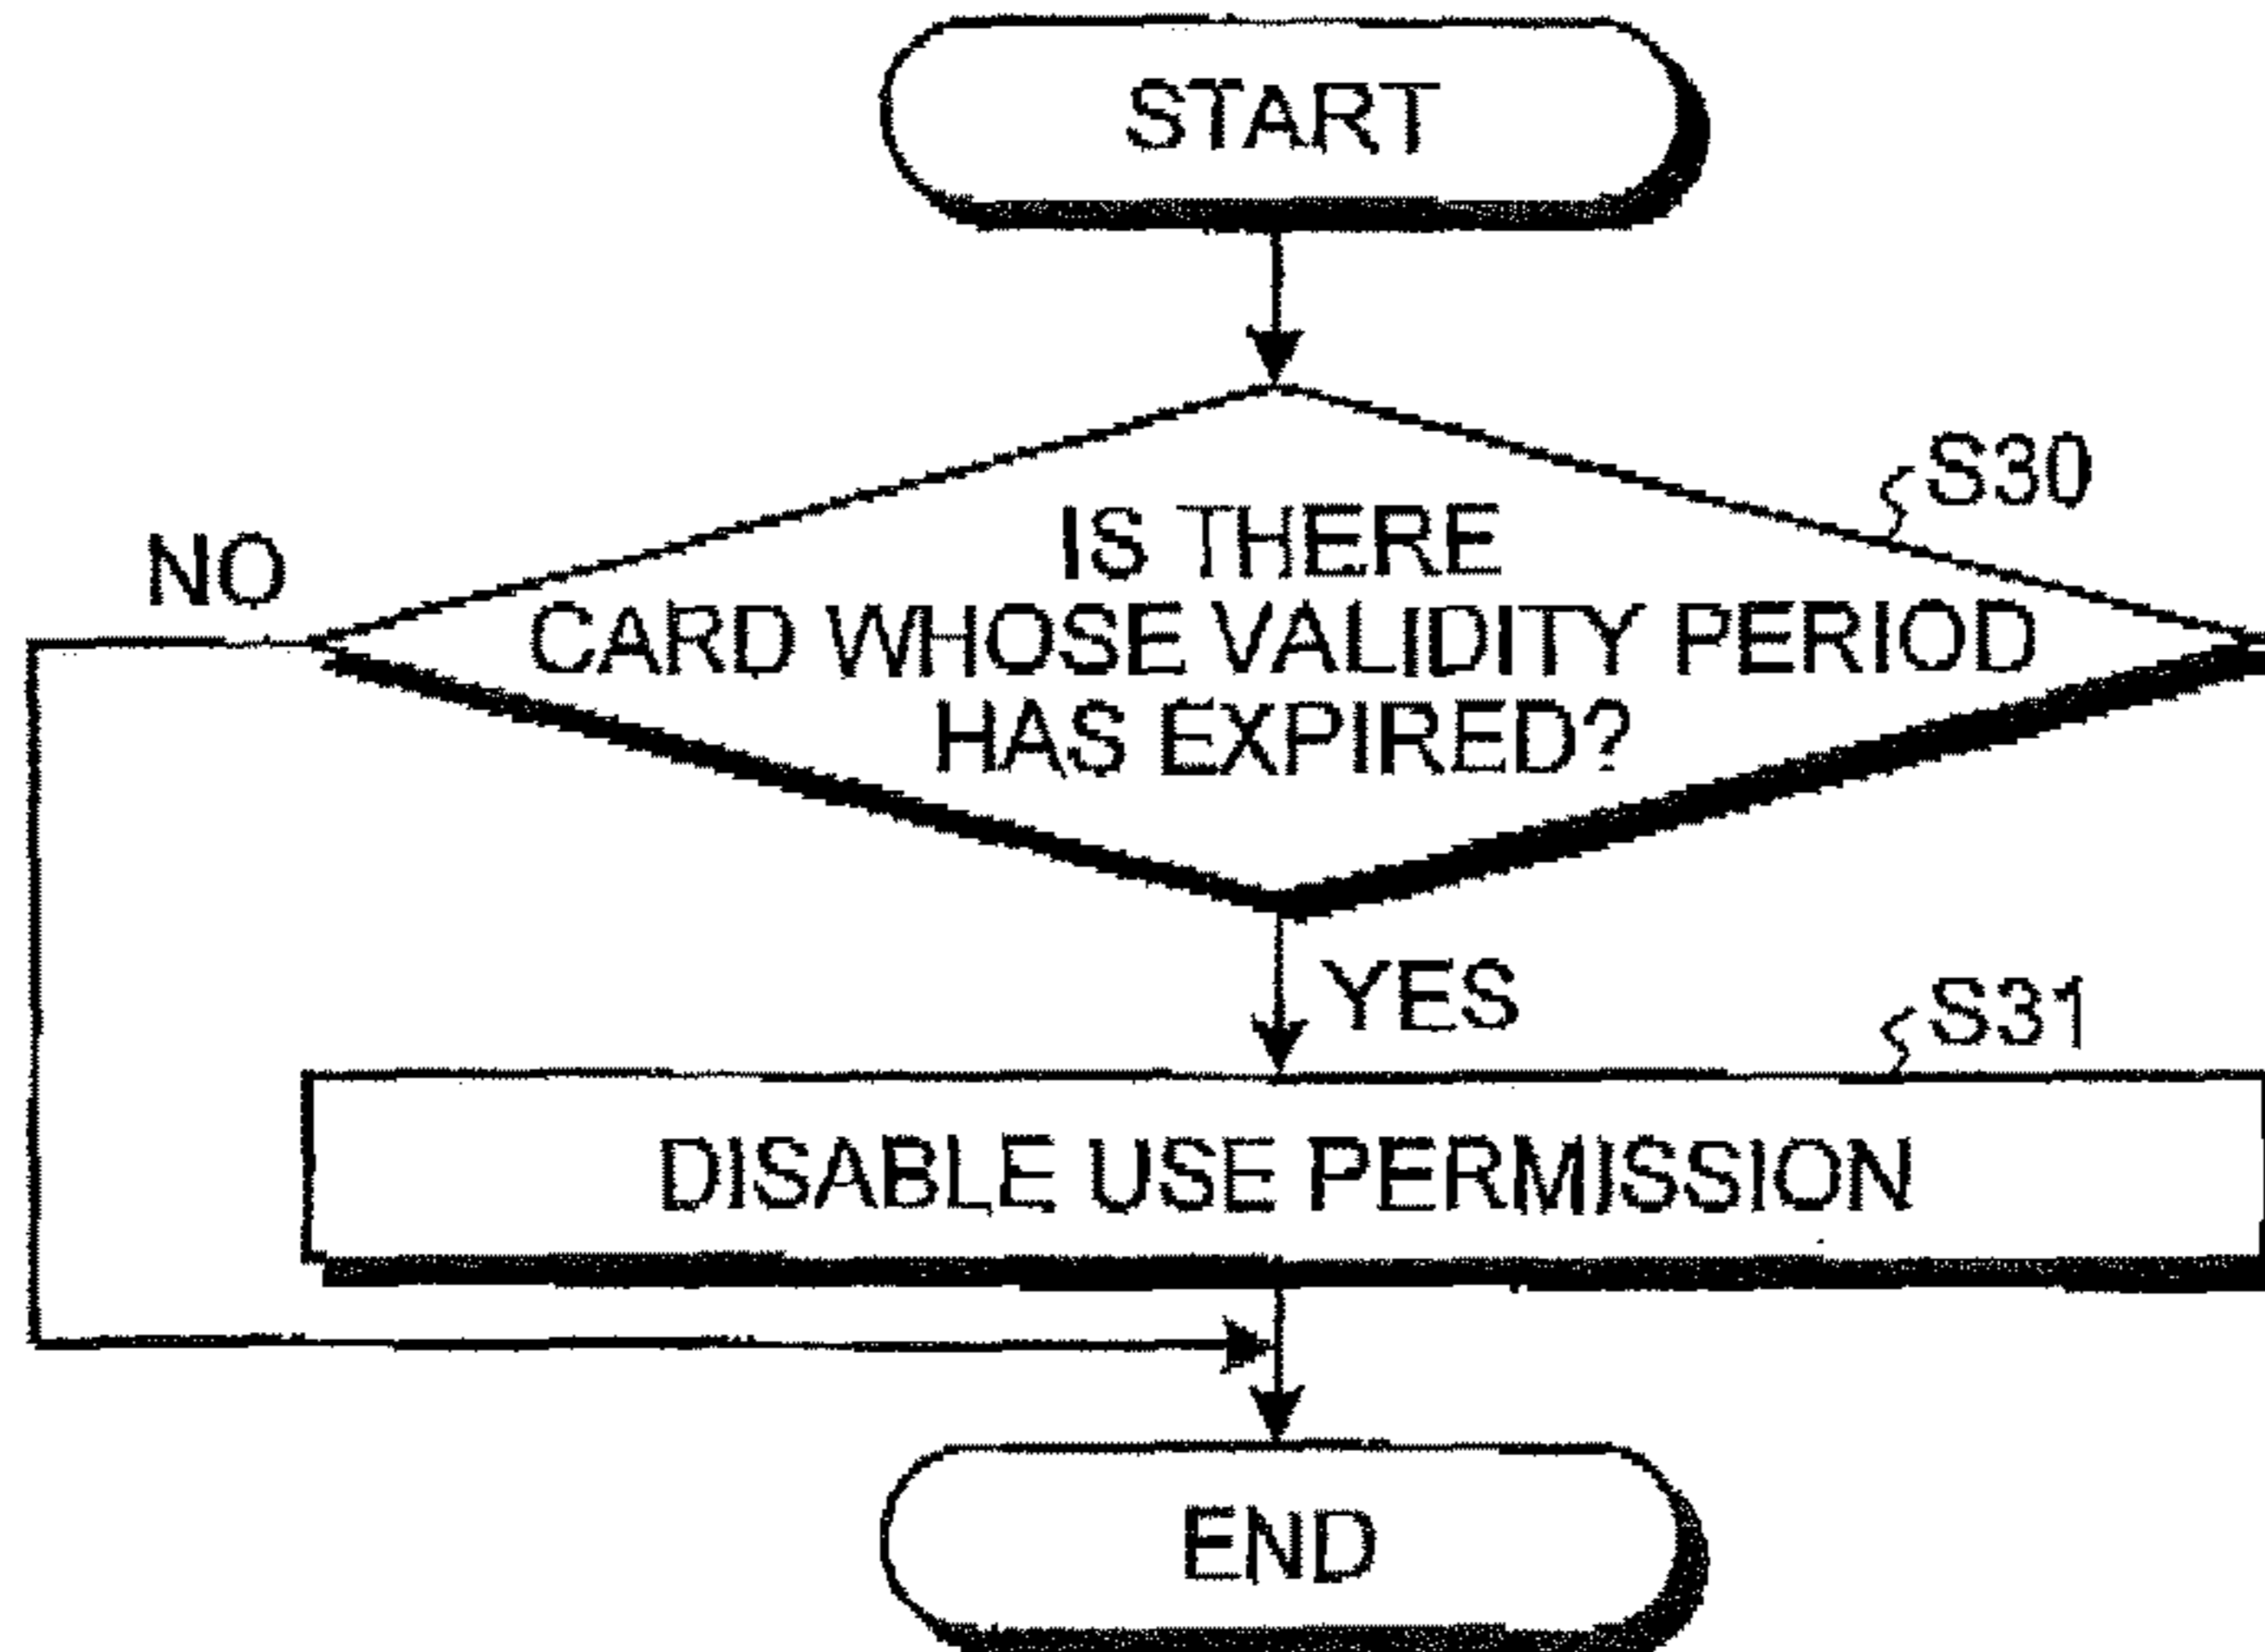 START
S30
IS THERE
NO
CARD WHOSE VALIDITY PERIOD
HAS EXPIRED?
YES
S31
DISABLE USE PERMISSION
END